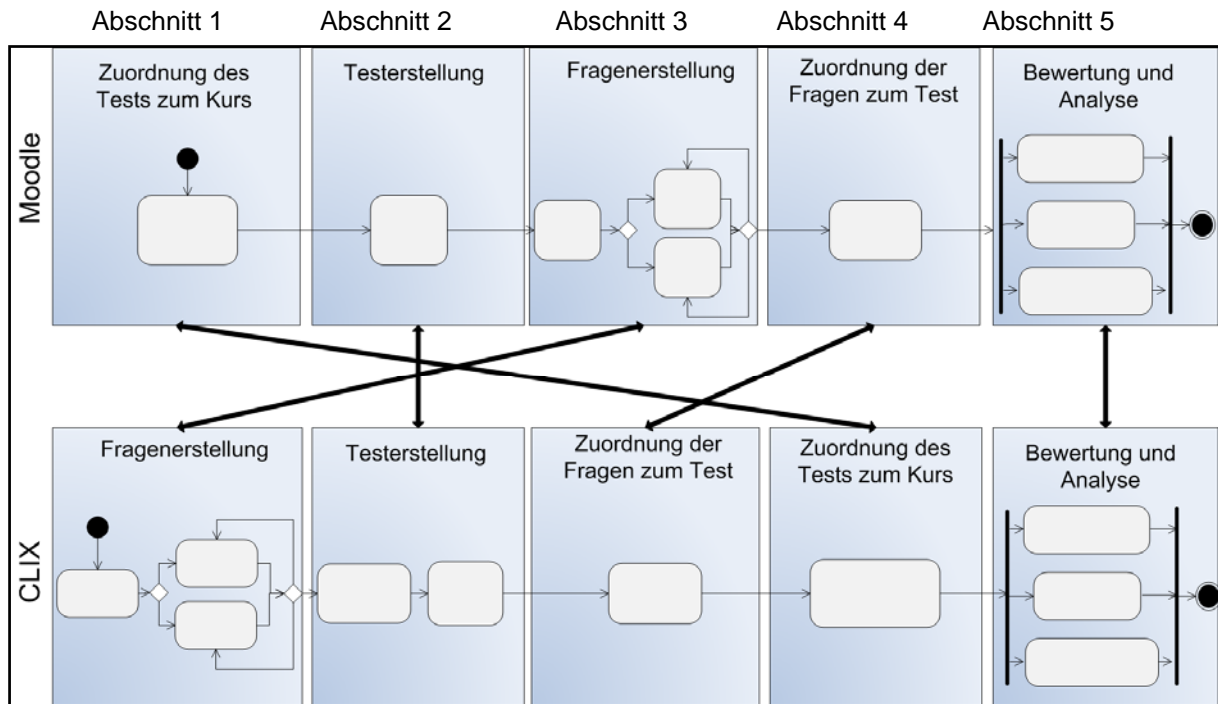 Abschnitt 1
Abschnitt 2
Abschnitt 3
Abschnitt 4
Abschnitt 5
Moodle
Zuordnung des
Tests zum Kurs
Testerstellung
Fragenerstellung
Zuordnung der
Fragen zum Test
Bewertung und
Analyse
CLIX
Fragenerstellung
Testerstellung
Zuordnung der
Fragen zum Test
Zuordnung des
Tests zum Kurs
Bewertung und
Analyse